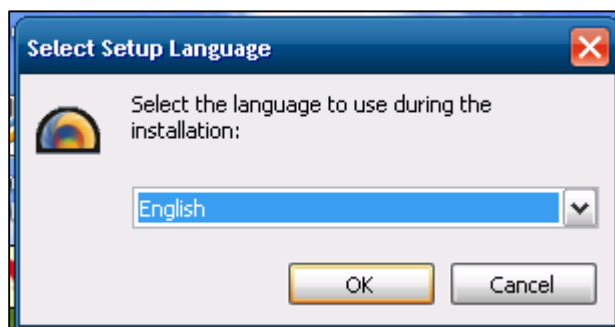 Select Setup Language
Select the language to use during the
installation:
English
OK
Cancel